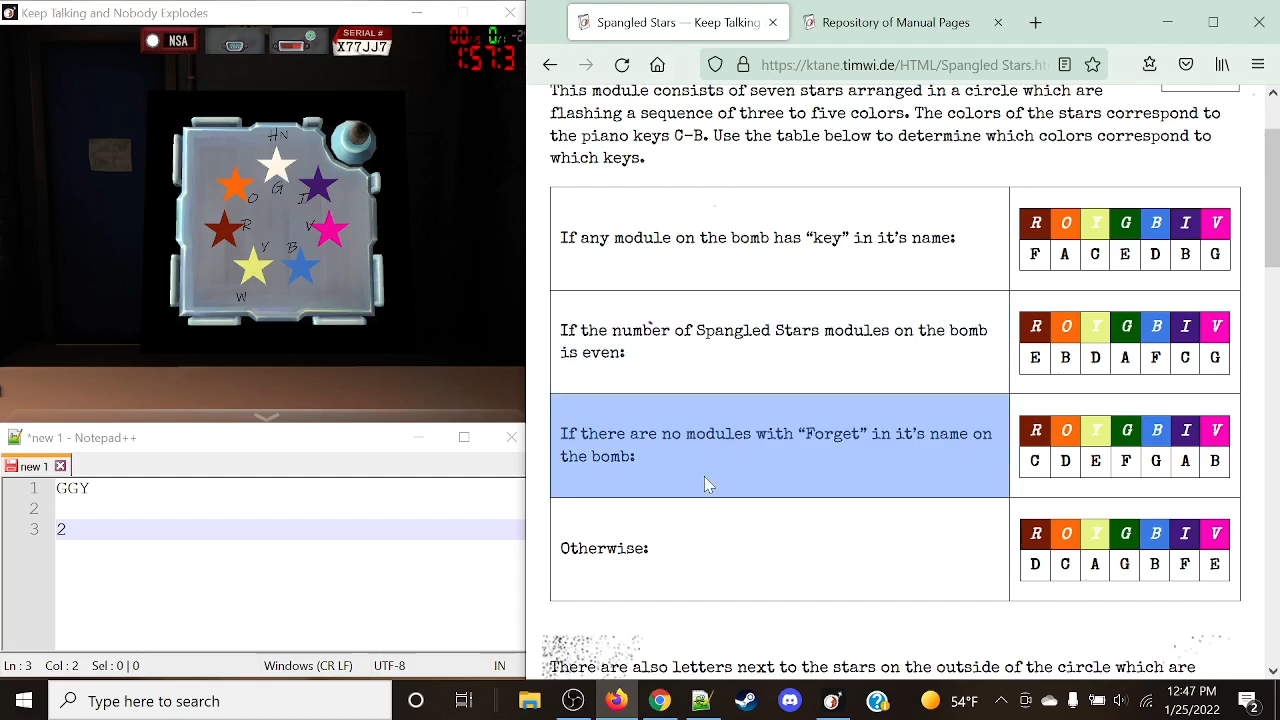 Keep Talking and Nobody Explodes
NSA
SERIAL #
X77JJ7
1:57:3
HN
G
O
I
R
V
Y
B
W
*new 1 - Notepad++
new 1
1 GGY
2
3 2
Ln : 3 Col : 2 Sel : 0 | 0 Windows (CR LF) UTF-8 IN
Spangled Stars — Keep Talking
Repository of Manual Pages
https://ktane.timwi.de/HTML/Spangled Stars.ht
This module consists of seven stars arranged in a circle which are
flashing a sequence of three to five colors. The colors of the stars correspond to
the piano keys C-B. Use the table below to determine which colors correspond to
which keys.
If any module on the bomb has “key” in it’s name:
R O Y G B I V
F A C E D B G
If the number of Spangled Stars modules on the bomb
is even:
R O Y G B I V
E B D A F C G
If there are no modules with “Forget” in it’s name on
the bomb:
R O Y G B I V
C D E F G A B
Otherwise:
R O Y G B I V
D C A G B F E
There are also letters next to the stars on the outside of the circle which are
Type here to search
12:47 PM
1/25/2022
2